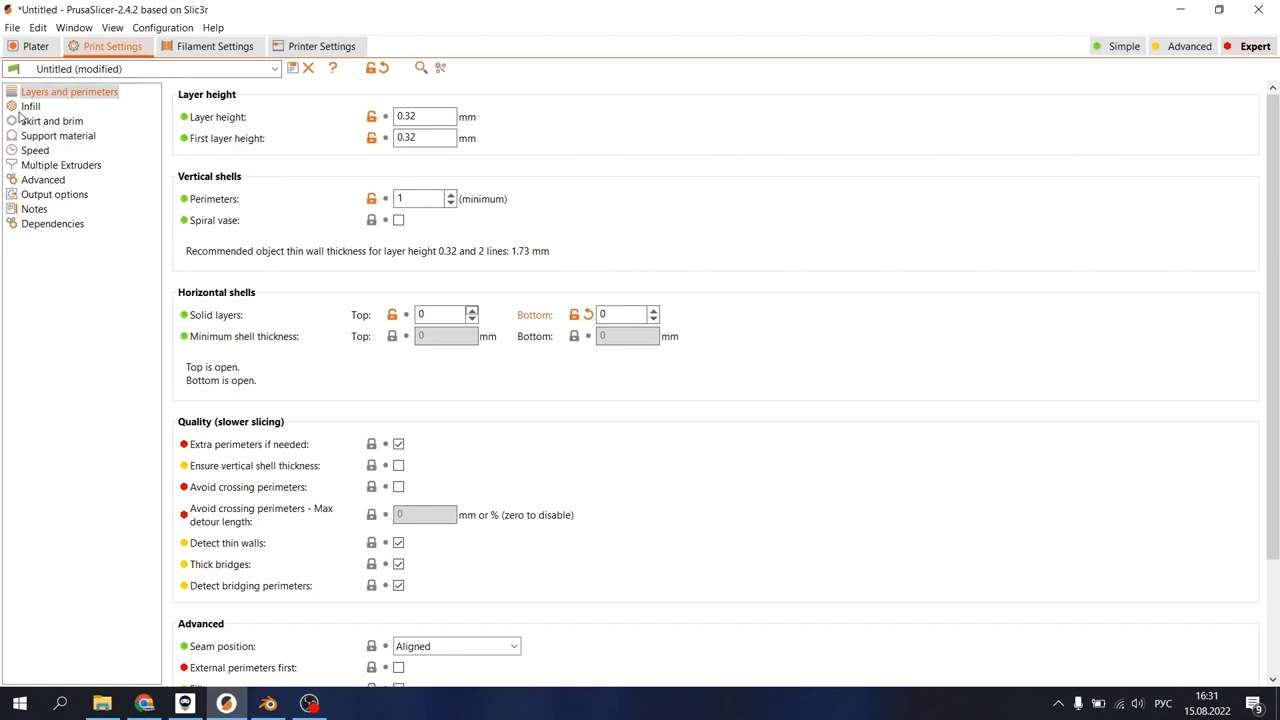 *Untitled - PrusaSlicer-2.4.2 based on Slic3r
File Edit Window View Configuration Help
Plater Print Settings Filament Settings Printer Settings Simple Advanced Expert
Untitled (modified)
Layers and perimeters
Infill
Skirt and brim
Support material
Speed
Multiple Extruders
Advanced
Output options
Notes
Dependencies
Layer height
Layer height: 0.32 mm
First layer height: 0.32 mm
Vertical shells
Perimeters: 1 (minimum)
Spiral vase:
Recommended object thin wall thickness for layer height 0.32 and 2 lines: 1.73 mm
Horizontal shells
Solid layers: Top: 0 Bottom: 0
Minimum shell thickness: Top: 0 mm Bottom: 0 mm
Top is open.
Bottom is open.
Quality (slower slicing)
Extra perimeters if needed:
Ensure vertical shell thickness:
Avoid crossing perimeters:
Avoid crossing perimeters - Max
detour length: 0 mm or % (zero to disable)
Detect thin walls:
Thick bridges:
Detect bridging perimeters:
Advanced
Seam position: Aligned
External perimeters first:
РУС
16:31
15.08.2022
9